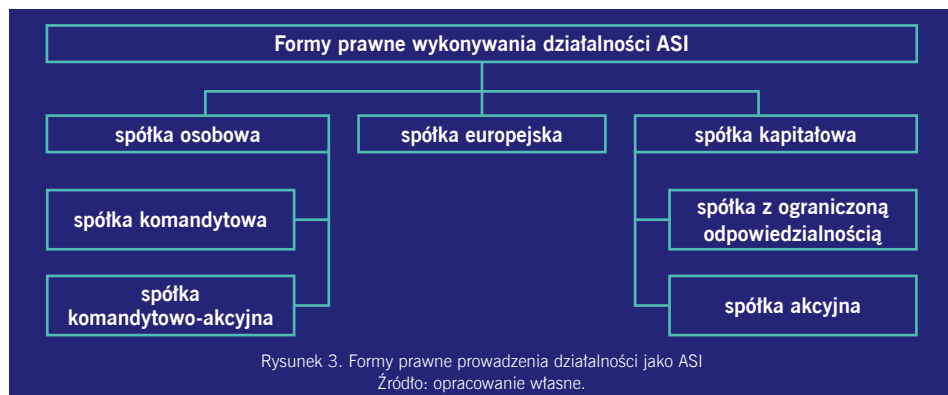 Formy prawne wykonywania działalności ASI
spółka osobowa
spółka europejska
spółka kapitałowa
spółka komandytowa
spółka z ograniczoną
odpowiedzialnością
spółka
komandytowo-akcyjna
spółka akcyjna
Rysunek 3. Formy prawne prowadzenia działalności jako ASI
Źródło: opracowanie własne.